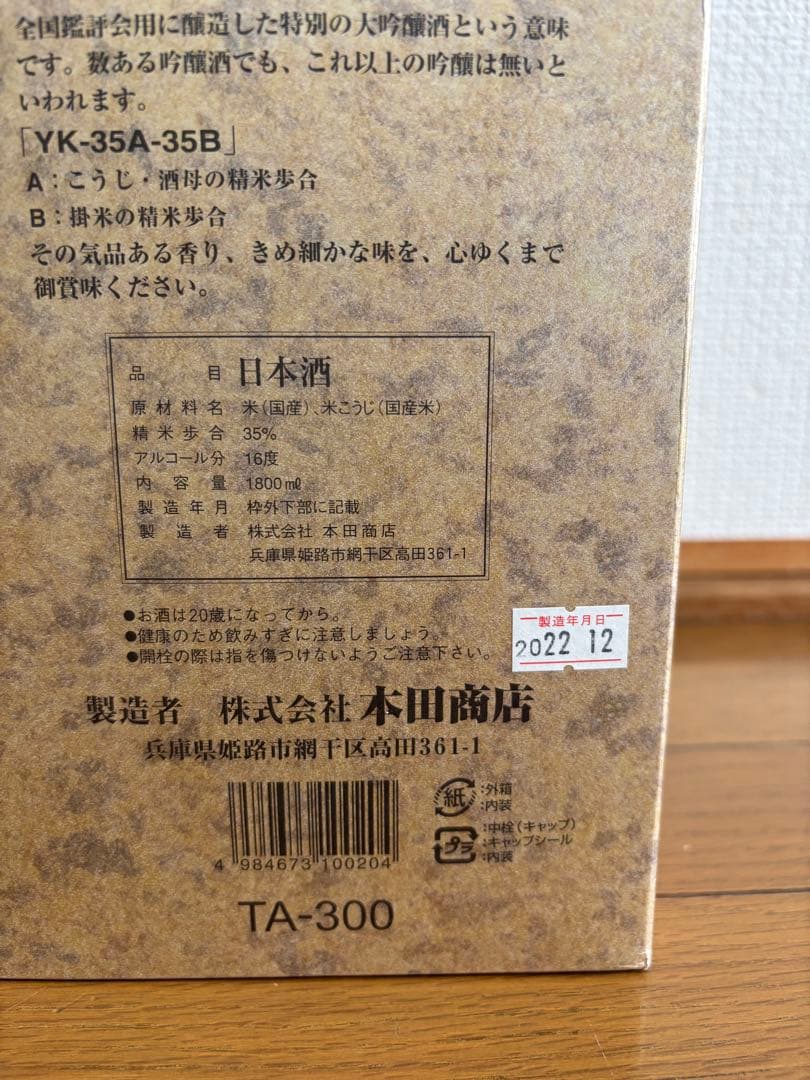 全国鑑評会用に醸造した特別の大吟醸酒という意味
です。数ある吟醸酒でも、これ以上の吟醸は無いと
いわれます。
「YK-35A-35B」
A：こうじ・酒母の精米歩合
B：掛米の精米歩合
その気品ある香り、きめ細かな味を、心ゆくまで
御賞味ください。
品目 日本酒
原材料名 米（国産）、米こうじ（国産米）
精米歩合 35%
アルコール分 16度
内容量 1800㎖
製造年月 枠外下部に記載
製造者 株式会社 本田商店
兵庫県姫路市網干区高田361-1
●お酒は20歳になってから。
●健康のため飲みすぎに注意しましょう。
●開栓の際は指を傷つけないようご注意下さい。
製造年月日
2022 12
製造者 株式会社 本田商店
兵庫県姫路市網干区高田361-1
紙 :外箱
:内装
プラ :中栓（キャップ）
:キャップシール
:内装
4 984673 100204
TA-300